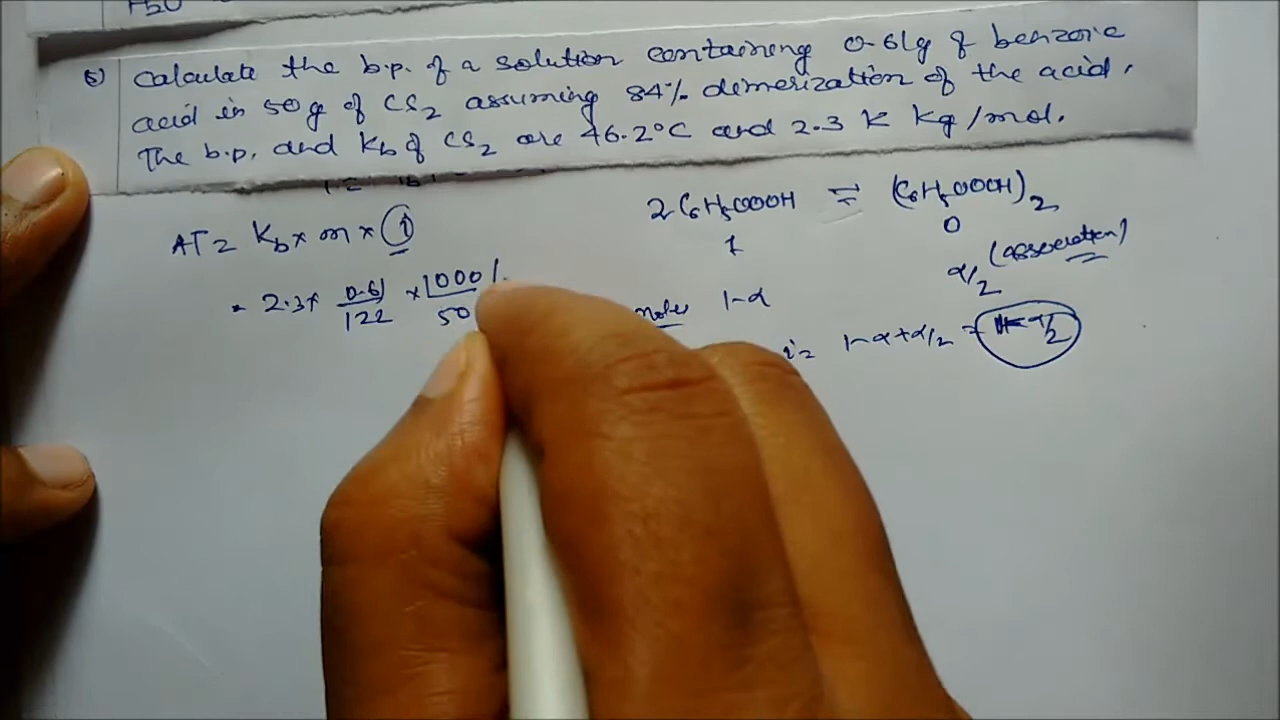 H50
5) Calculate the b.p. of a solution containing 0.61g of benzoic
acid in 50g of CS2 assuming 84% dimerization of the acid.
The b.p. and Kb of CS2 are 46.2°C and 2.3 K Kg/mol.
ΔT = Kb × m × i
2C6H5COOH ⇌ (C6H5COOH)2
1 0
= 2.3 × 0.61/122 × 1000/50
α/2 (association)
moles 1-α
i = 1-α+α/2 = 1-α/2